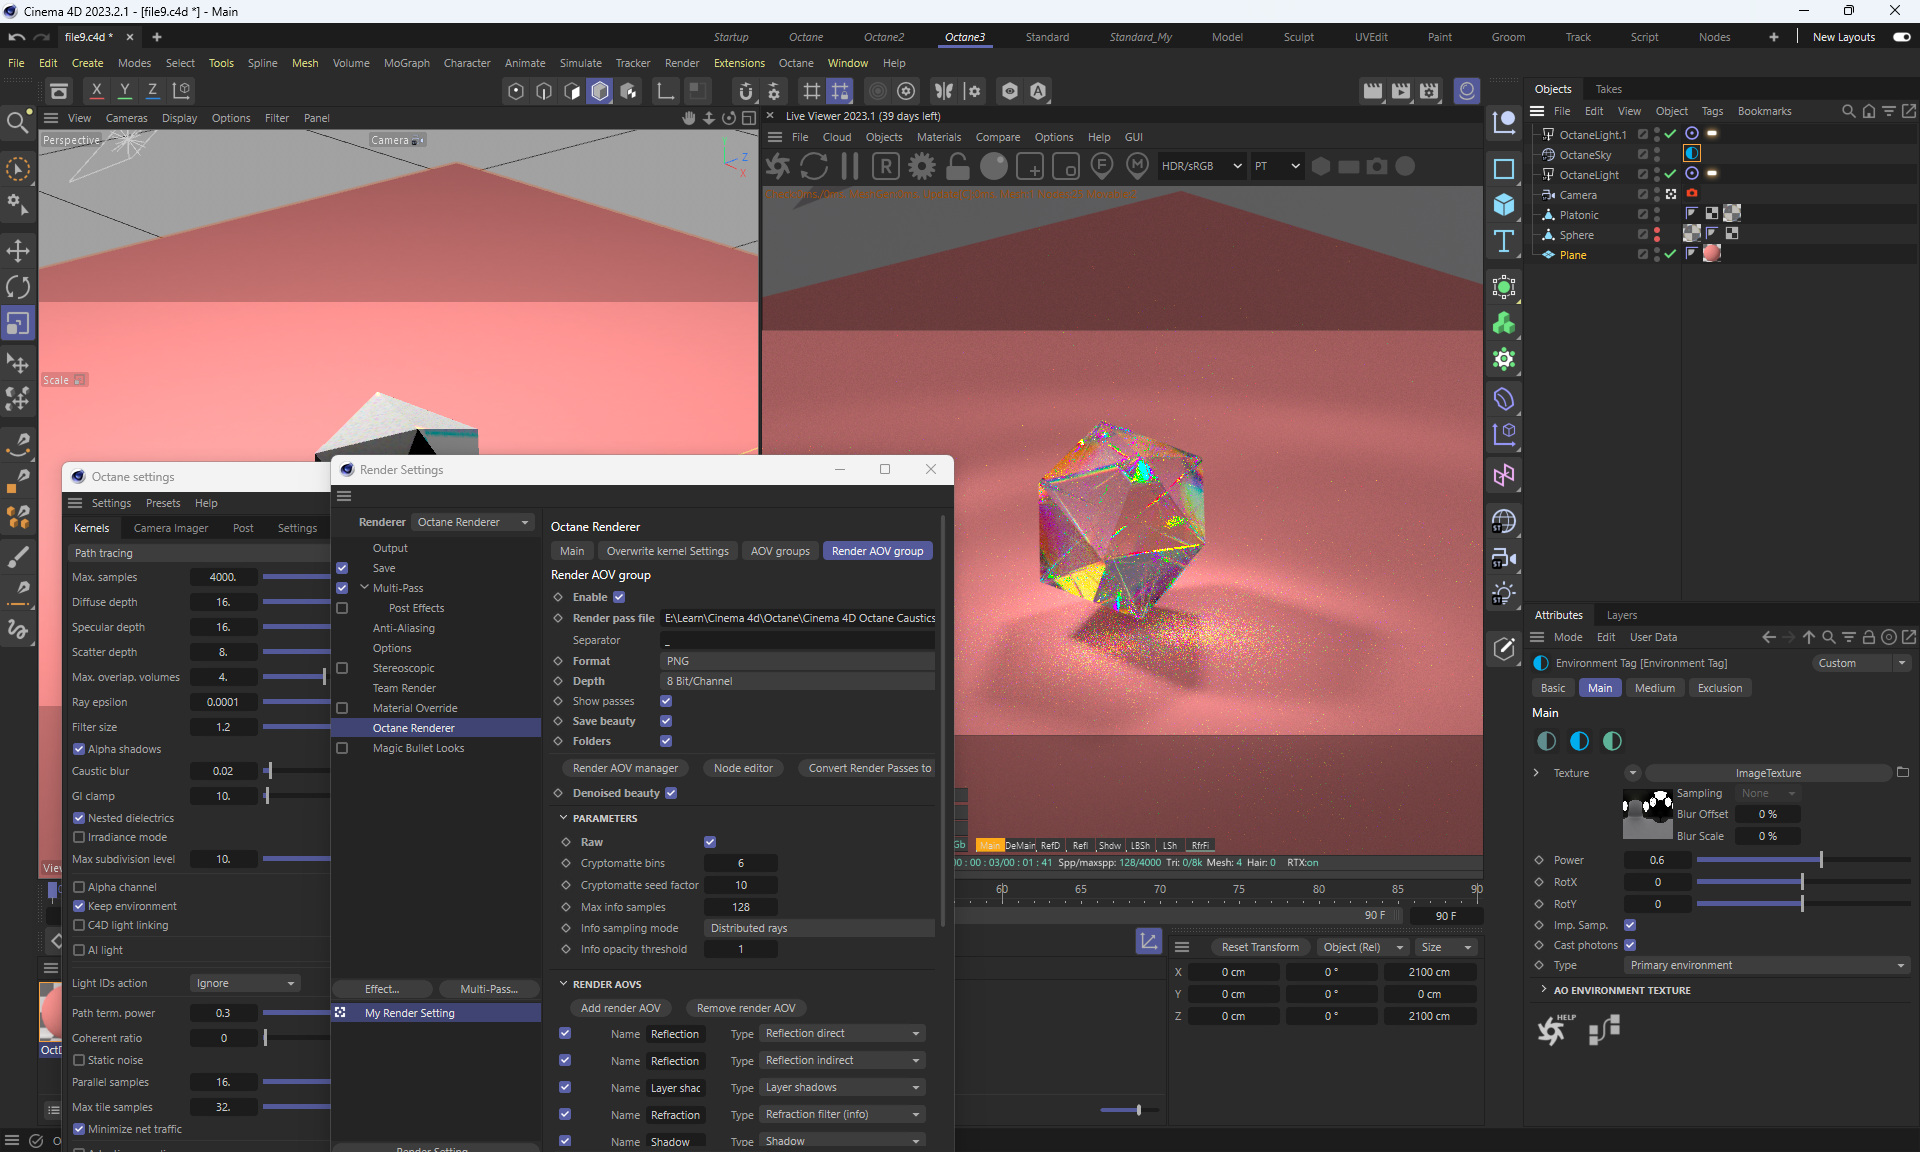 Cinema 4D 2023.2.1 - [file9.c4d *] - Main
file9.c4d *
Startup Octane Octane2 Octane3 Standard Standard_My Model Sculpt UVEdit Paint Groom Track Script Nodes New Layouts
File Edit Create Modes Select Tools Spline Mesh Volume MoGraph Character Animate Simulate Tracker Render Extensions Octane Window Help
X Y Z
View Cameras Display Options Filter Panel
Perspective
Camera
Scale
Live Viewer 2023.1 (39 days left)
File Cloud Objects Materials Compare Options Help GUI
HDR/sRGB PT
Main DeMain RefD Refl Shdw LBSh LSh RfrFl
00 : 00 : 03/00 : 01 : 41 Spp/maxspp: 128/4000 Tri: 0/8k Mesh: 4 Hair: 0 RTX:on
60 65 70 75 80 85 90
90 F 90 F
Reset Transform Object (Rel) Size
X 0 cm 0 ° 2100 cm
Y 0 cm 0 ° 0 cm
Z 0 cm 0 ° 2100 cm
Octane settings
Settings Presets Help
Kernels Camera Imager Post Settings
Path tracing
Max. samples 4000.
Diffuse depth 16.
Specular depth 16.
Scatter depth 8.
Max. overlap. volumes 4.
Ray epsilon 0.0001
Filter size 1.2
Alpha shadows
Caustic blur 0.02
GI clamp 10.
Nested dielectrics
Irradiance mode
Max subdivision level 10.
Alpha channel
Keep environment
C4D light linking
AI light
Light IDs action Ignore
Path term. power 0.3
Coherent ratio 0
Static noise
Parallel samples 16.
Max tile samples 32.
Minimize net traffic
Render Settings
Renderer Octane Renderer
Output
Save
Multi-Pass
Post Effects
Anti-Aliasing
Options
Stereoscopic
Team Render
Material Override
Octane Renderer
Magic Bullet Looks
Effect... Multi-Pass...
My Render Setting
Render Setting
Octane Renderer
Main Overwrite kernel Settings AOV groups Render AOV group
Render AOV group
Enable
Render pass file E:\Learn\Cinema 4d\Octane\Cinema 4D Octane Caustics
Separator _
Format PNG
Depth 8 Bit/Channel
Show passes
Save beauty
Folders
Render AOV manager Node editor Convert Render Passes to
Denoised beauty
PARAMETERS
Raw
Cryptomatte bins 6
Cryptomatte seed factor 10
Max info samples 128
Info sampling mode Distributed rays
Info opacity threshold 1
RENDER AOVS
Add render AOV Remove render AOV
Name Reflection Type Reflection direct
Name Reflection Type Reflection indirect
Name Layer shac Type Layer shadows
Name Refraction Type Refraction filter (info)
Name Shadow Type Shadow
Objects Takes
File Edit View Object Tags Bookmarks
OctaneLight.1
OctaneSky
OctaneLight
Camera
Platonic
Sphere
Plane
Attributes Layers
Mode Edit User Data
Environment Tag [Environment Tag] Custom
Basic Main Medium Exclusion
Main
Texture ImageTexture
Sampling None
Blur Offset 0 %
Blur Scale 0 %
Power 0.6
RotX 0
RotY 0
Imp. Samp.
Cast photons
Type Primary environment
AO ENVIRONMENT TEXTURE
HELP